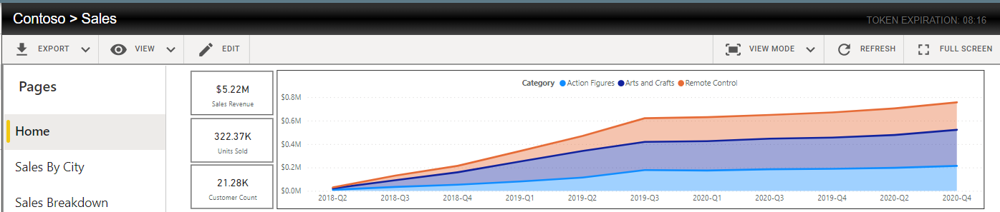 Contoso > Sales
TOKEN EXPIRATION: 08:16
EXPORT VIEW EDIT VIEW MODE REFRESH FULL SCREEN
Pages
Home
Sales By City
Sales Breakdown
$5.22M
Sales Revenue
322.37K
Units Sold
21.28K
Customer Count
Category Action Figures Arts and Crafts Remote Control
$0.8M
$0.6M
$0.4M
$0.2M
$0.0M
2018-Q2 2018-Q3 2018-Q4 2019-Q1 2019-Q2 2019-Q3 2020-Q1 2020-Q3 2019-Q4 2020-Q2 2020-Q4